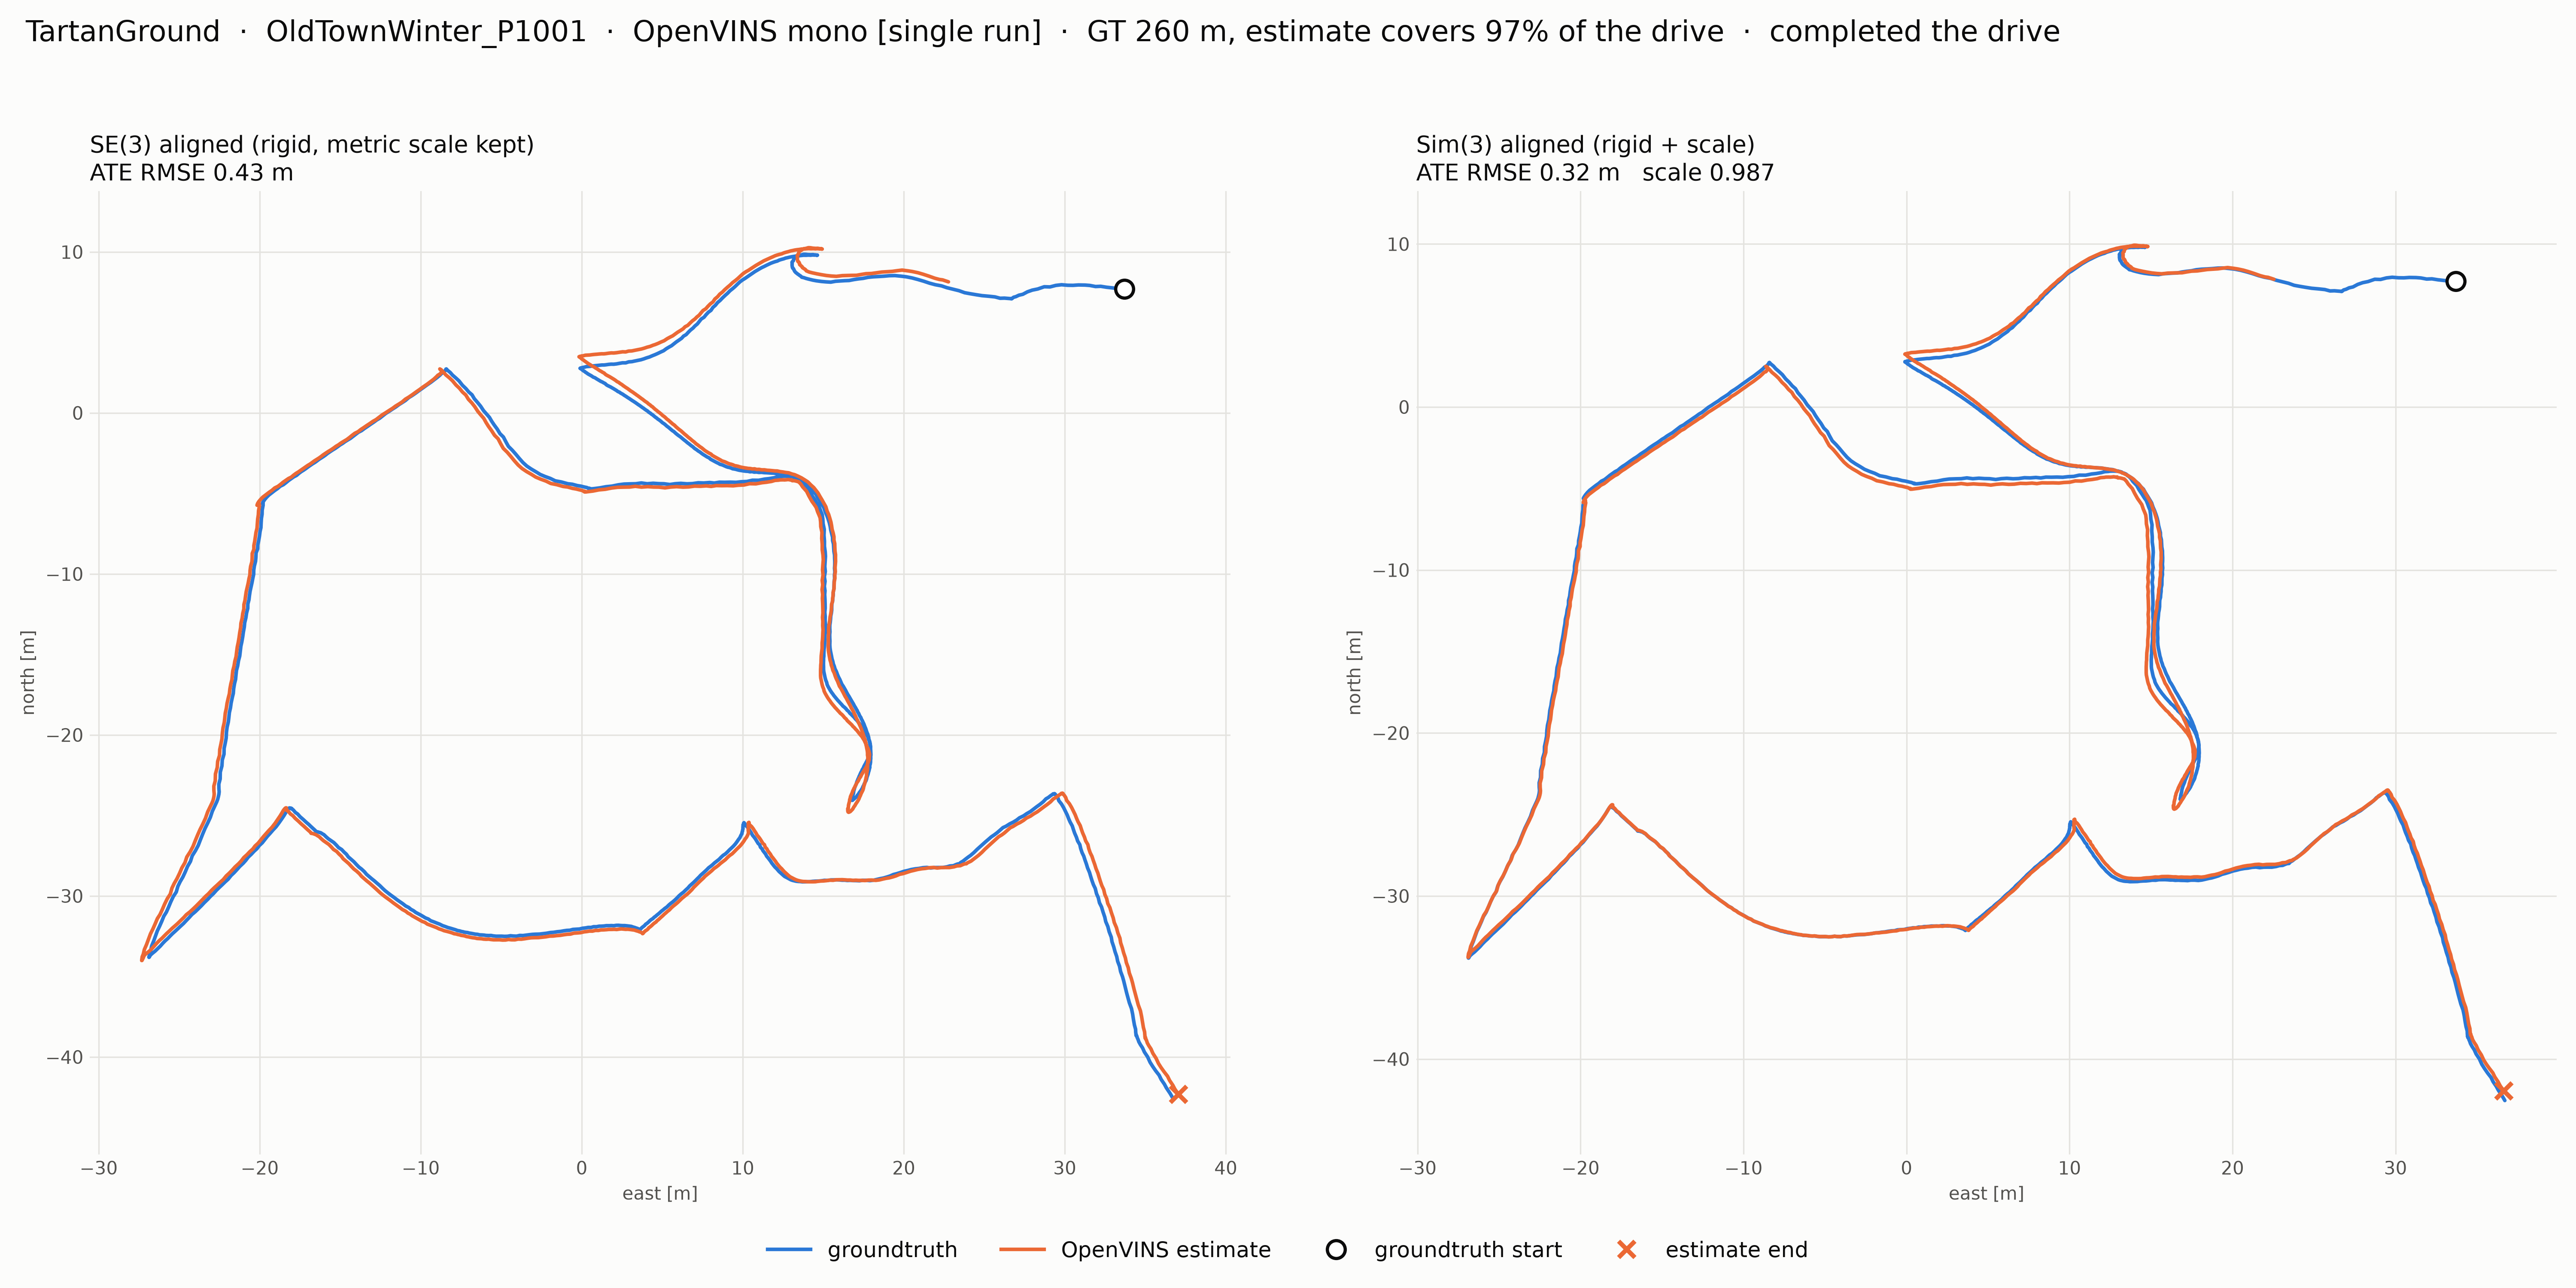 TartanGround · OldTownWinter_P1001 · OpenVINS mono [single run] · GT 260 m, estimate covers 97% of the drive · completed the drive
SE(3) aligned (rigid, metric scale kept)
ATE RMSE 0.43 m
10
0
−10
−20
−30
−40
north [m]
−30 −20 −10 0 10 20 30 40
east [m]
Sim(3) aligned (rigid + scale)
ATE RMSE 0.32 m scale 0.987
10
0
−10
−20
−30
−40
north [m]
−30 −20 −10 0 10 20 30
east [m]
groundtruth OpenVINS estimate groundtruth start estimate end